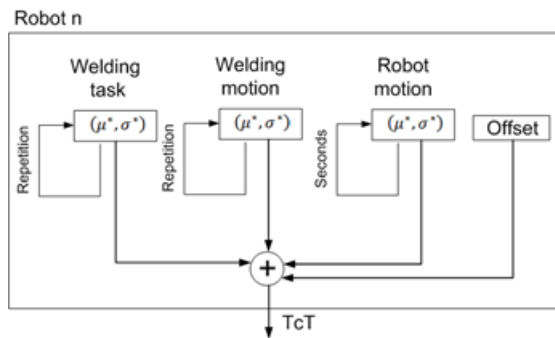 Robot n
Welding
task
Welding
motion
Robot
motion
(μ*,σ*)
(μ*,σ*)
(μ*,σ*)
Offset
Repetition
Repetition
Seconds
+
TcT